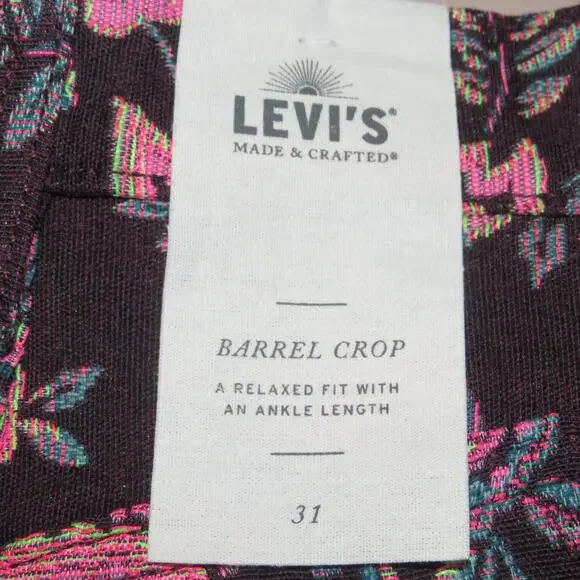 LEVI'S®
MADE & CRAFTED®
BARREL CROP
A RELAXED FIT WITH
AN ANKLE LENGTH
31